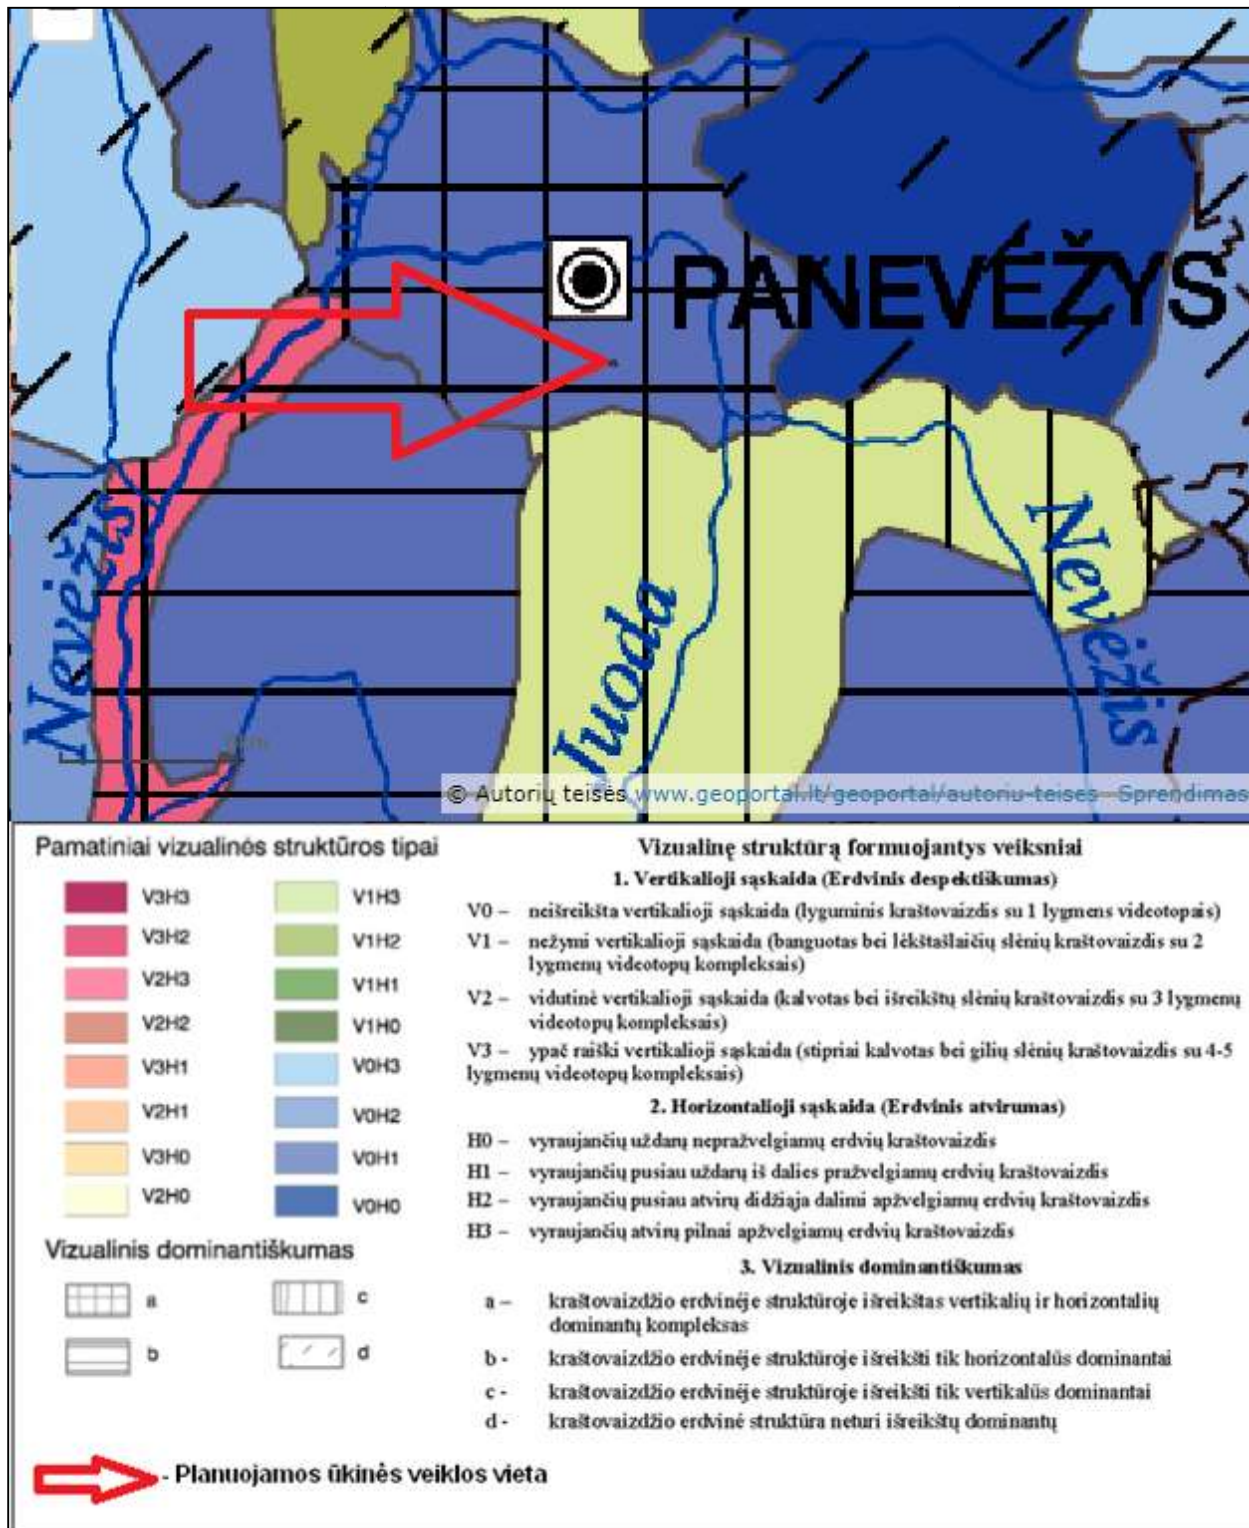 PANEVĖŽYS
Nevėžis
Juoda
Nevėžis
© Autorių teisės www.geoportal.lt/geoportal/autoriu-teises Sprendimas
Pamatiniai vizualinės struktūros tipai
V3H3
V3H2
V2H3
V2H2
V3H1
V2H1
V3H0
V2H0
V1H3
V1H2
V1H1
V1H0
V0H3
V0H2
V0H1
V0H0
Vizualinis dominantiškumas
a
b
c
d
Vizualinę struktūrą formuojantys veiksniai
1. Vertikalioji sąskaida (Erdvinis despektiškumas)
V0 – neišreikšta vertikalioji sąskaida (lyguminis kraštovaizdis su 1 lygmens videotopais)
V1 – nežymi vertikalioji sąskaida (banguotas bei lėkštašlaičių slėnių kraštovaizdis su 2
lygmenų videotopų kompleksais)
V2 – vidutinė vertikalioji sąskaida (kalvotas bei išreikštų slėnių kraštovaizdis su 3 lygmenų
videotopų kompleksais)
V3 – ypač raiški vertikalioji sąskaida (stipriai kalvotas bei gilių slėnių kraštovaizdis su 4-5
lygmenų videotopų kompleksais)
2. Horizontalioji sąskaida (Erdvinis atvirumas)
H0 – vyraujančių uždarų nepražvelgiamų erdvių kraštovaizdis
H1 – vyraujančių pusiau uždarų iš dalies pražvelgiamų erdvių kraštovaizdis
H2 – vyraujančių pusiau atvirų didžiaja dalimi apžvelgiamų erdvių kraštovaizdis
H3 – vyraujančių atvirų pilnai apžvelgiamų erdvių kraštovaizdis
3. Vizualinis dominantiškumas
a – kraštovaizdžio erdvinėje struktūroje išreikštas vertikalių ir horizontalių
dominantų kompleksas
b - kraštovaizdžio erdvinėje struktūroje išreikšti tik horizontalūs dominantai
c - kraštovaizdžio erdvinėje struktūroje išreikšti tik vertikalūs dominantai
d - kraštovaizdžio erdvinė struktūra neturi išreikštų dominantų
- Planuojamos ūkinės veiklos vieta